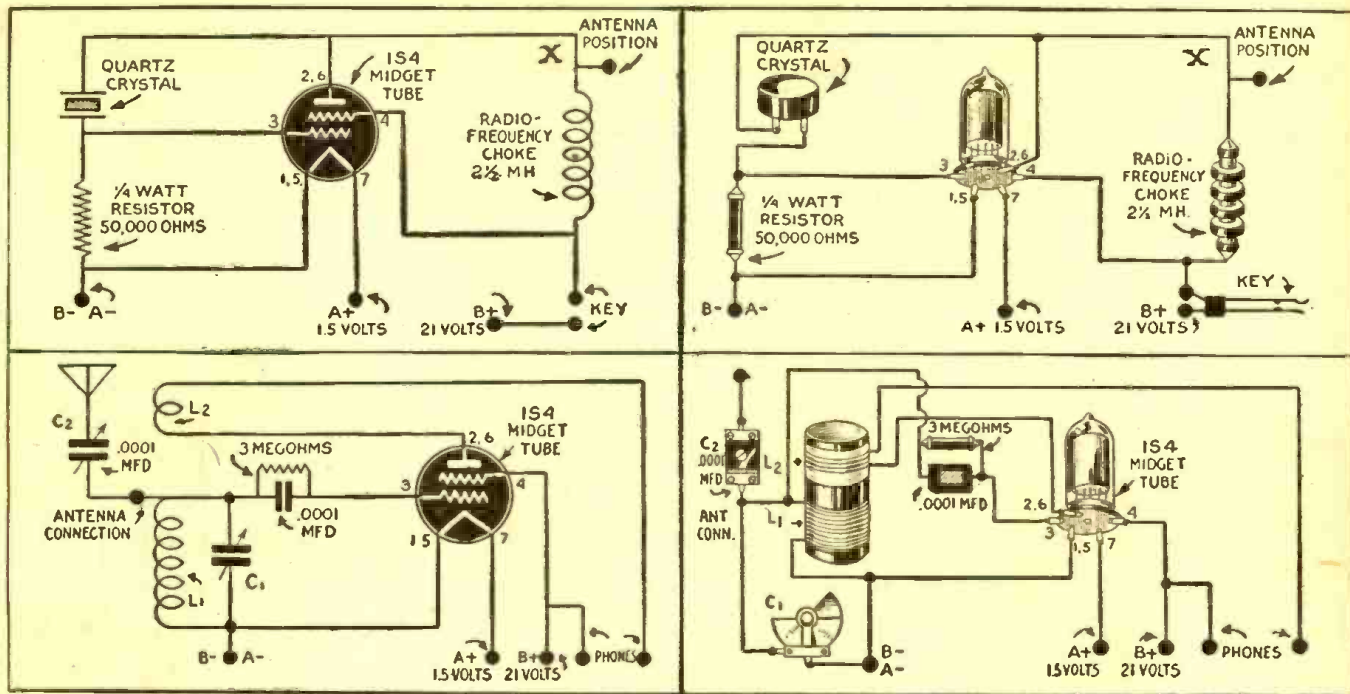 ANTENNA
POSITION
X
QUARTZ
CRYSTAL
1S4
MIDGET
TUBE
2,6
3
4
RADIO-
FREQUENCY
CHOKE
2½ MH
1,5
7
¼ WATT
RESISTOR
50,000 OHMS
B- A-
A+
1.5 VOLTS
B+
21 VOLTS
KEY
QUARTZ
CRYSTAL
X
ANTENNA
POSITION
3
2,6
4
1,5
7
RADIO-
FREQUENCY
CHOKE
2½ MH.
¼ WATT
RESISTOR
50,000 OHMS
B- A-
A+ 1.5 VOLTS
KEY
B+
21 VOLTS
L2
C2
.0001
MFD
3 MEGOHMS
2,6
1S4
MIDGET
TUBE
3
4
ANTENNA
CONNECTION
.0001
MFD
1,5
7
C1
L1
B- A-
A+
1.5 VOLTS
B+
21 VOLTS
PHONES
C2
.0001
MFD
L2
3 MEGOHMS
1S4
MIDGET
TUBE
.0001 MFD
ANT
CONN.
L1
2,6
3
4
1,5
7
C1
B-
A-
A+
1.5 VOLTS
B+
21 VOLTS
PHONES